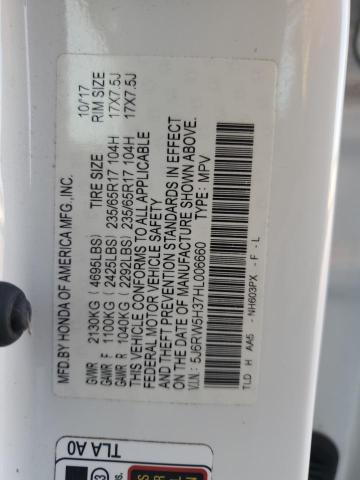 MFD.BY HONDA OF AMERICA MFG.,INC. 10/17
TIRE SIZE RIM SIZE
GVWR 2130KG (4695LBS)
GAWR F 1100KG (2425LBS) 235/65R17 104H 17X7.5J
GAWR R 1040KG (2292LBS) 235/65R17 104H 17X7.5J
THIS VEHICLE CONFORMS TO ALL APPLICABLE
FEDERAL MOTOR VEHICLE SAFETY
AND THEFT PREVENTION STANDARDS IN EFFECT
ON THE DATE OF MANUFACTURE SHOWN ABOVE.
V.I.N.: 5J6RW5H37HL006660 TYPE: MPV
TLD H AA5 - NH603PX - F - L
TLA A0